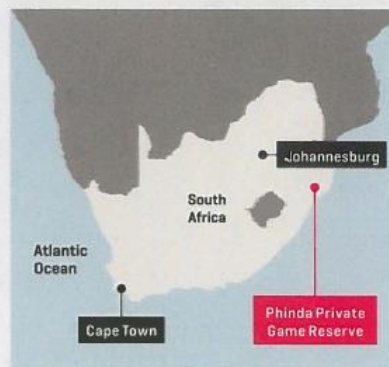 Johannesburg
South
Africa
Atlantic
Ocean
Cape Town
Phinda Private
Game Reserve